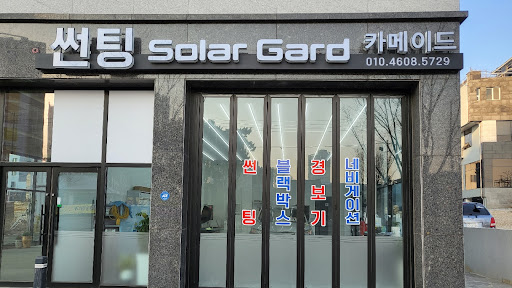 썬팅 Solar Gard 카메이드
010.4608.5729
썬팅
블랙박스
경보기
네비게이션